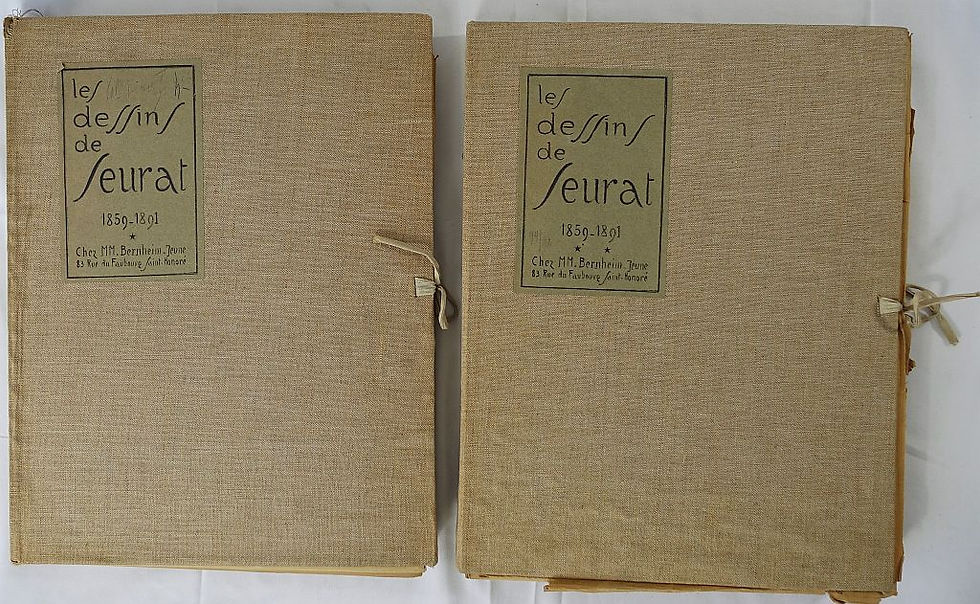 les
dessins
de
Seurat
1859-1891
★
Chez MM. Bernheim-Jeune
83 Rue du Faubourg Saint-Honoré
les
dessins
de
Seurat
1859-1891
★ ★
Chez MM. Bernheim-Jeune
83 Rue du Faubourg Saint-Honoré